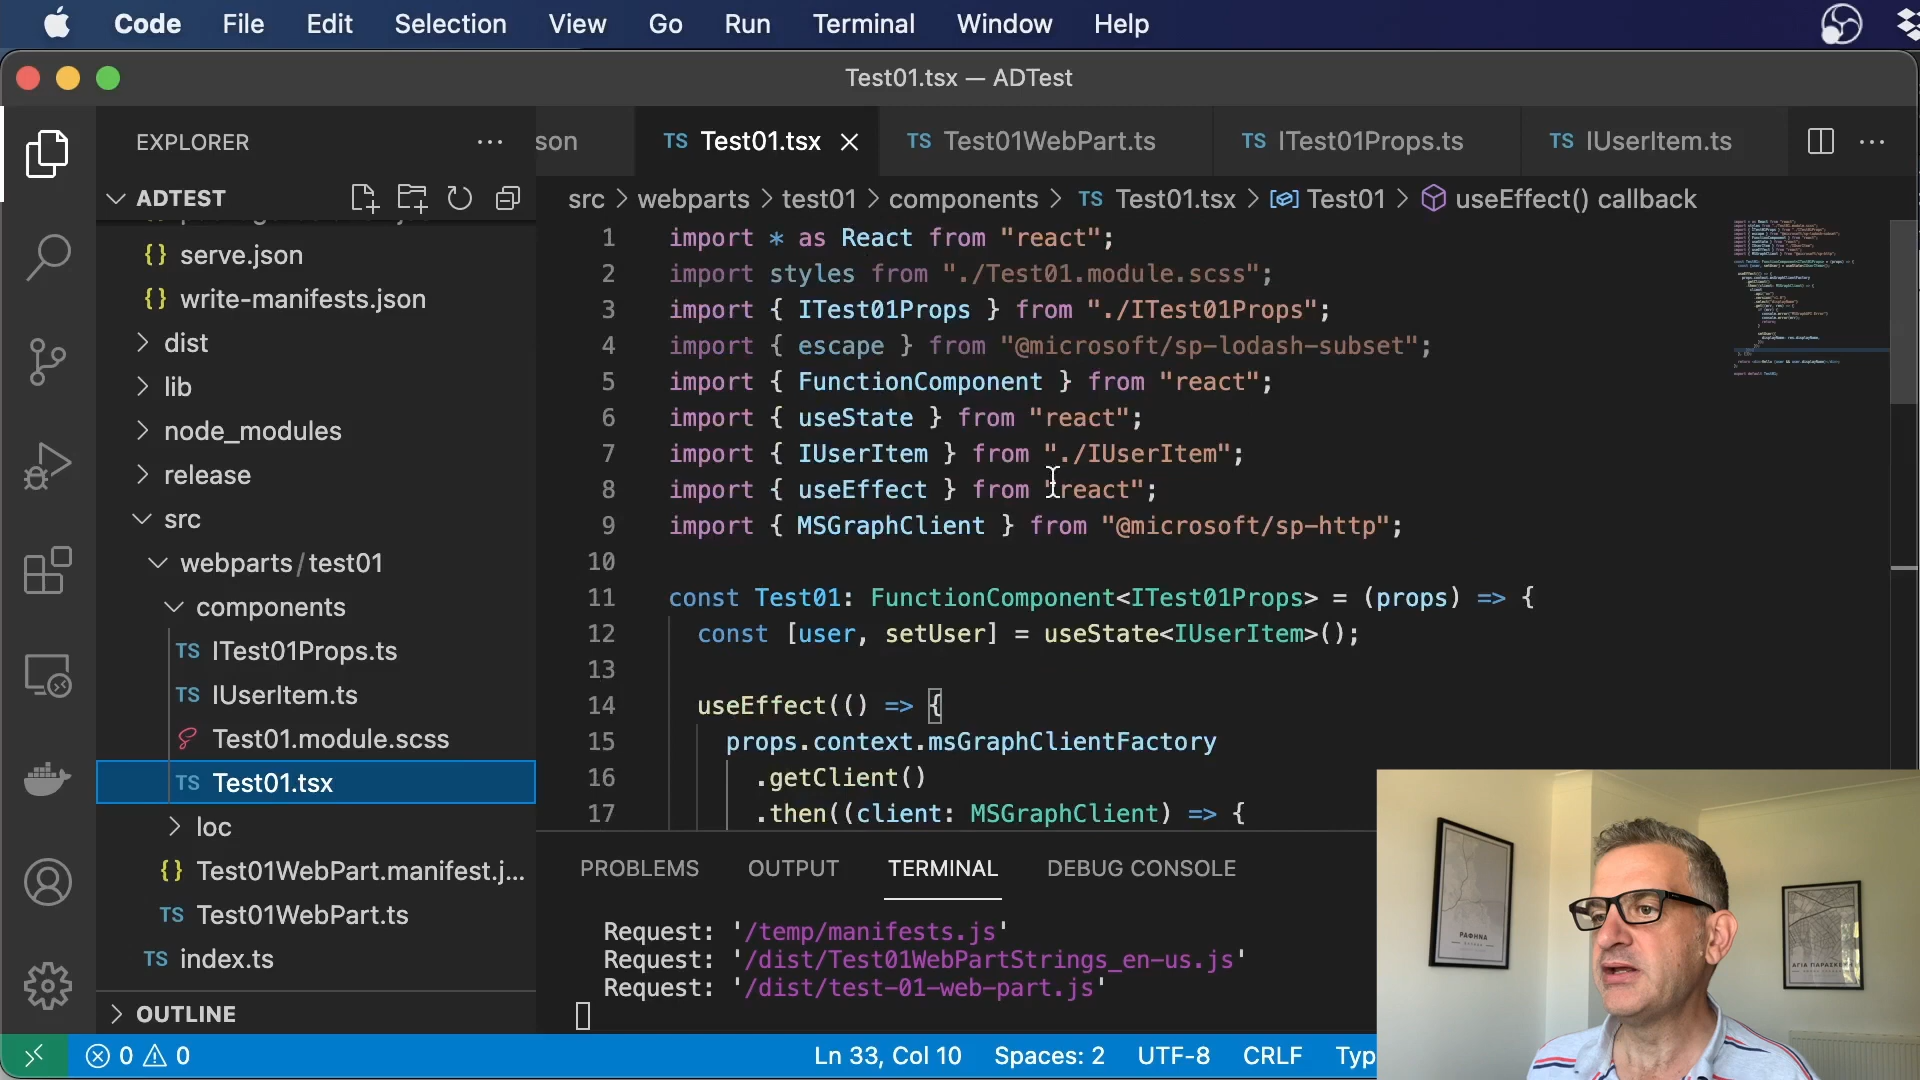 Code File Edit Selection View Go Run Terminal Window Help
Test01.tsx — ADTest
EXPLORER
ADTEST
serve.json
write-manifests.json
dist
lib
node_modules
release
src
webparts/test01
components
TS ITest01Props.ts
TS IUserItem.ts
Test01.module.scss
TS Test01.tsx
loc
{} Test01WebPart.manifest.j...
TS Test01WebPart.ts
TS index.ts
OUTLINE
son TS Test01.tsx TS Test01WebPart.ts TS ITest01Props.ts TS IUserItem.ts
src > webparts > test01 > components > TS Test01.tsx > Test01 > useEffect() callback
1 import * as React from "react";
2 import styles from "./Test01.module.scss";
3 import { ITest01Props } from "./ITest01Props";
4 import { escape } from "@microsoft/sp-lodash-subset";
5 import { FunctionComponent } from "react";
6 import { useState } from "react";
7 import { IUserItem } from "./IUserItem";
8 import { useEffect } from "react";
9 import { MSGraphClient } from "@microsoft/sp-http";
10
11 const Test01: FunctionComponent<ITest01Props> = (props) => {
12 const [user, setUser] = useState<IUserItem>();
13
14 useEffect(() => {
15 props.context.msGraphClientFactory
16 .getClient()
17 .then((client: MSGraphClient) => {
PROBLEMS OUTPUT TERMINAL DEBUG CONSOLE
Request: '/temp/manifests.js'
Request: '/dist/Test01WebPartStrings_en-us.js'
Request: '/dist/test-01-web-part.js'
ΡΑΦΗΝΑ
ΑΓΙΑ ΠΑΡΑΣΚΕ
0 0 Ln 33, Col 10 Spaces: 2 UTF-8 CRLF Typ